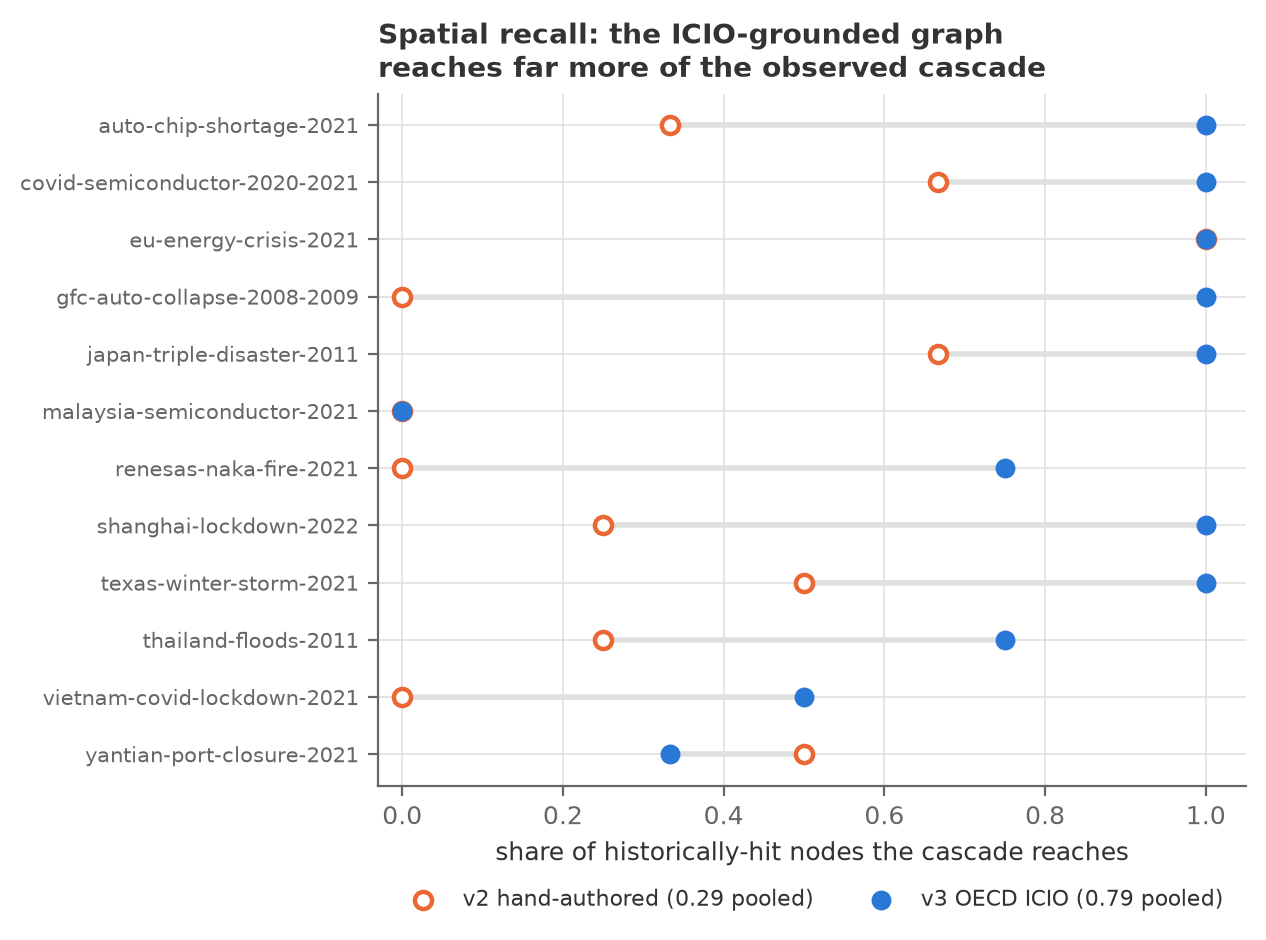 Spatial recall: the ICIO-grounded graph
reaches far more of the observed cascade
auto-chip-shortage-2021
covid-semiconductor-2020-2021
eu-energy-crisis-2021
gfc-auto-collapse-2008-2009
japan-triple-disaster-2011
malaysia-semiconductor-2021
renesas-naka-fire-2021
shanghai-lockdown-2022
texas-winter-storm-2021
thailand-floods-2011
vietnam-covid-lockdown-2021
yantian-port-closure-2021
0.0 0.2 0.4 0.6 0.8 1.0
share of historically-hit nodes the cascade reaches
v2 hand-authored (0.29 pooled) v3 OECD ICIO (0.79 pooled)